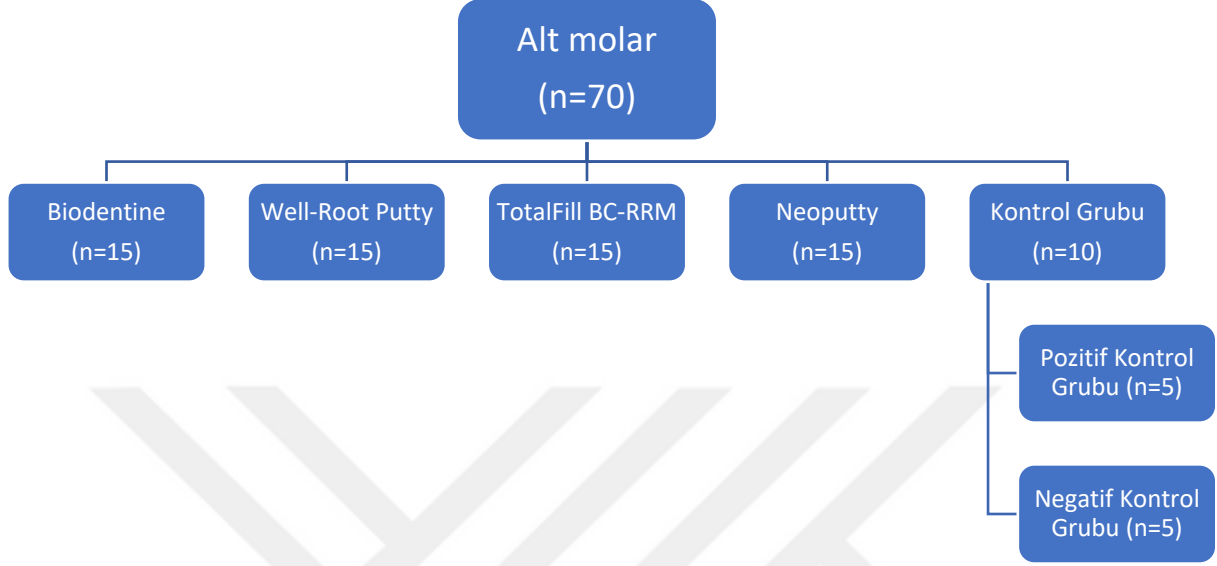 Alt molar
(n=70)
Biodentine
(n=15)
Well-Root Putty
(n=15)
TotalFill BC-RRM
(n=15)
Neoputty
(n=15)
Kontrol Grubu
(n=10)
Pozitif Kontrol
Grubu (n=5)
Negatif Kontrol
Grubu (n=5)